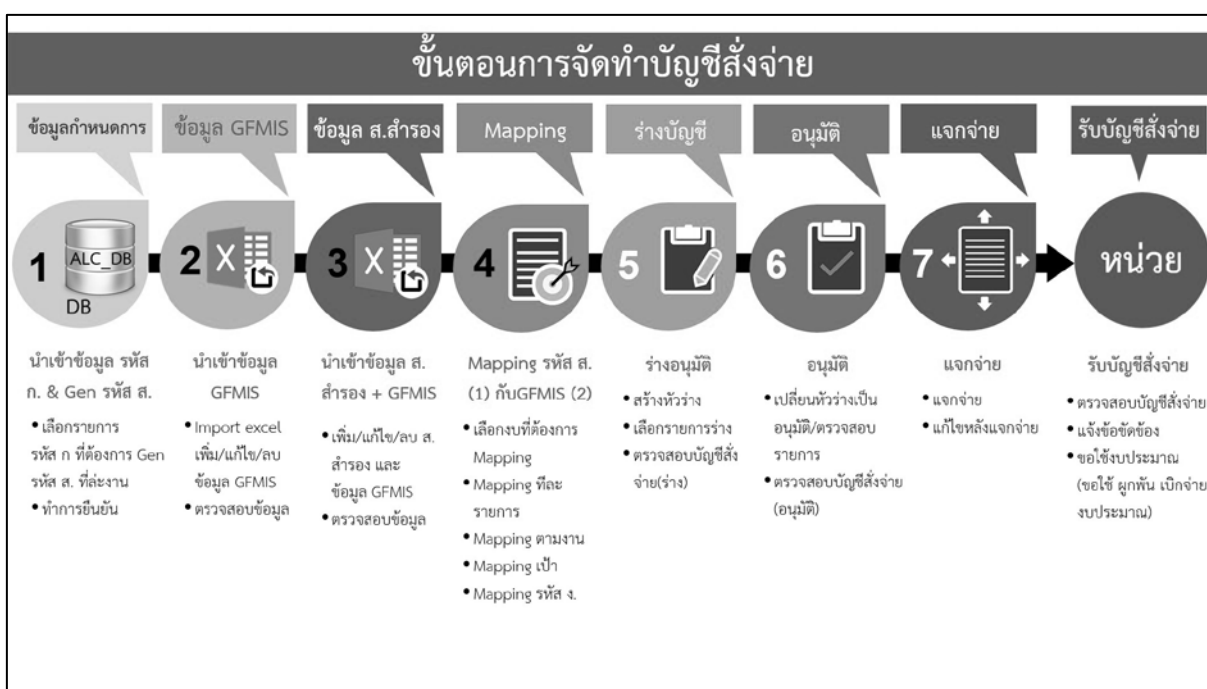 ขั้นตอนการจัดทำบัญชีสั่งจ่าย
ข้อมูลกำหนดการ
ข้อมูล GFMIS
ข้อมูล ส.สำรอง
Mapping
ร่างบัญชี
อนุมัติ
แจกจ่าย
รับบัญชีสั่งจ่าย
1
ALC_DB
DB
2
X
3
X
4
5
6
7
หน่วย
นำเข้าข้อมูล รหัส
ก. & Gen รหัส ส.
•เลือกรายการ
รหัส ก ที่ต้องการ Gen
รหัส ส. ที่ล่ะงาน
•ทำการยืนยัน
นำเข้าข้อมูล
GFMIS
•Import excel
เพิ่ม/แก้ไข/ลบ
ข้อมูล GFMIS
•ตรวจสอบข้อมูล
นำเข้าข้อมูล ส.
สำรอง + GFMIS
•เพิ่ม/แก้ไข/ลบ ส.
สำรอง และ
ข้อมูล GFMIS
•ตรวจสอบข้อมูล
Mapping รหัส ส.
(1) กับGFMIS (2)
•เลือกงบที่ต้องการ
Mapping
•Mapping ทีละ
รายการ
•Mapping ตามงาน
•Mapping เป้า
•Mapping รหัส ง.
ร่างอนุมัติ
•สร้างหัวร่าง
•เลือกรายการร่าง
•ตรวจสอบบัญชีสั่ง
จ่าย(ร่าง)
อนุมัติ
•เปลี่ยนหัวร่างเป็น
อนุมัติ/ตรวจสอบ
รายการ
•ตรวจสอบบัญชีสั่งจ่าย
(อนุมัติ)
แจกจ่าย
•แจกจ่าย
•แก้ไขหลังแจกจ่าย
รับบัญชีสั่งจ่าย
•ตรวจสอบบัญชีสั่งจ่าย
•แจ้งข้อขัดข้อง
•ขอใช้งบประมาณ
(ขอใช้ ผูกพัน เบิกจ่าย
งบประมาณ)